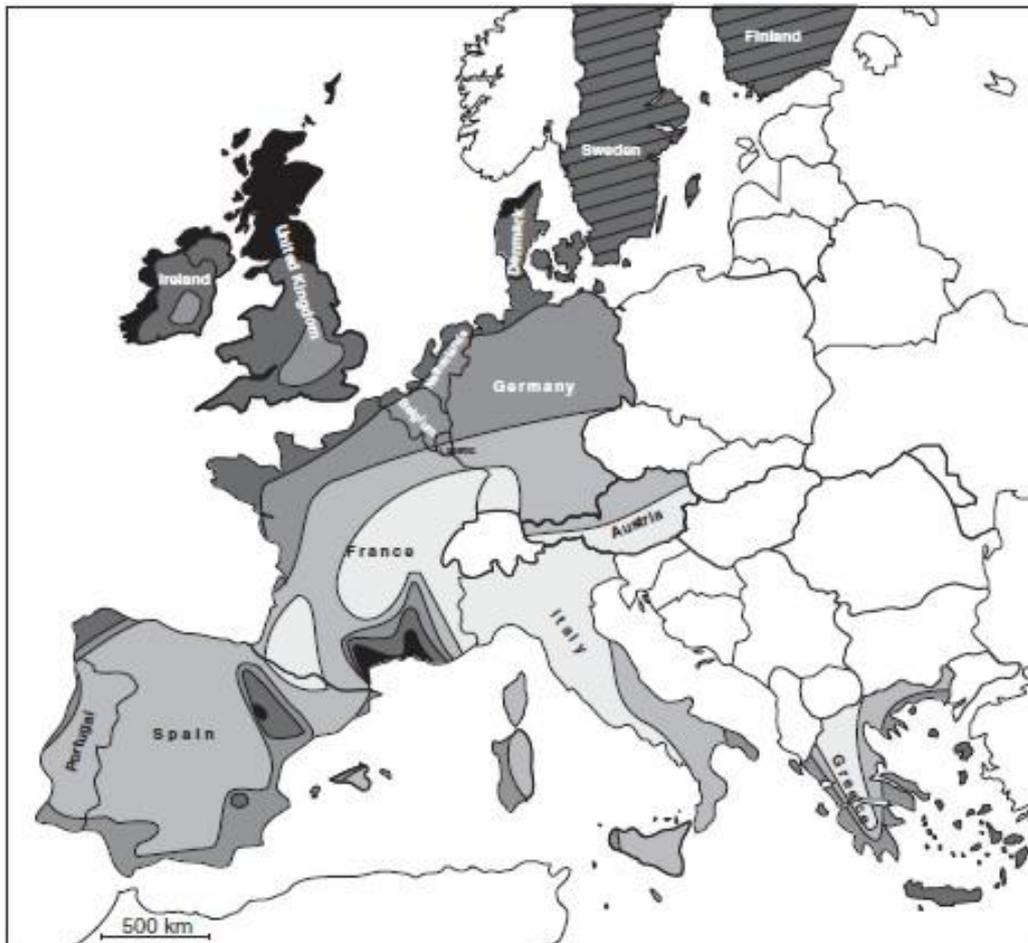 Finland
Sweden
Denmark
United Kingdom
Ireland
Netherlands
Belgium
Germany
France
Austria
Italy
Portugal
Spain
Greece
500 km